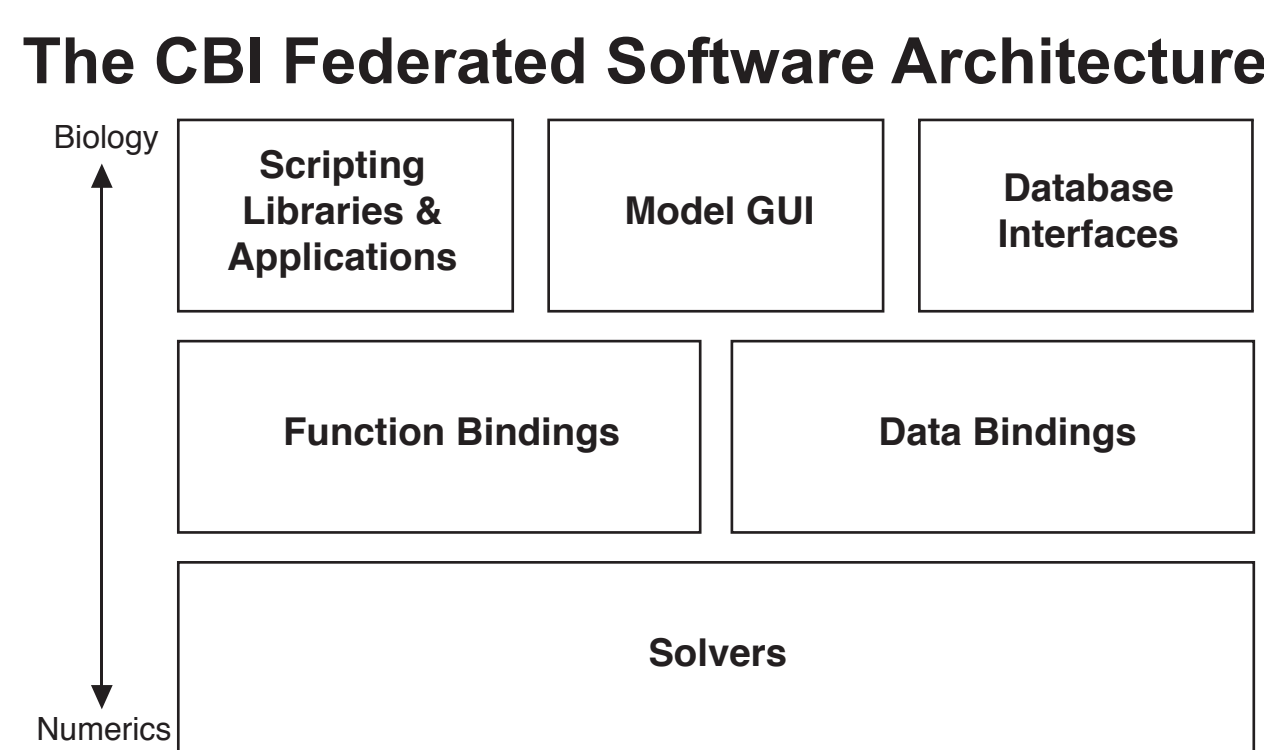 The CBI Federated Software Architecture
Biology
Scripting
Libraries &
Applications
Model GUI
Database
Interfaces
Function Bindings
Data Bindings
Solvers
Numerics